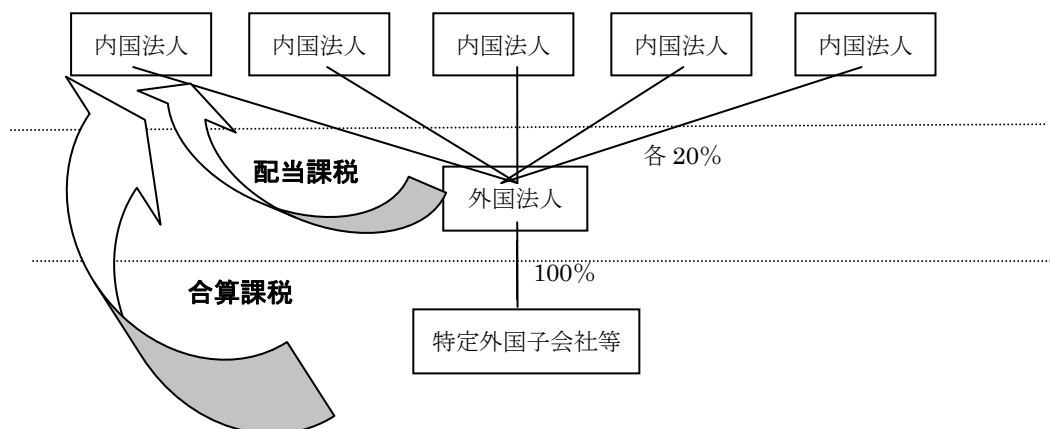 内国法人
内国法人
内国法人
内国法人
内国法人
各 20%
配当課税
外国法人
100%
合算課税
特定外国子会社等